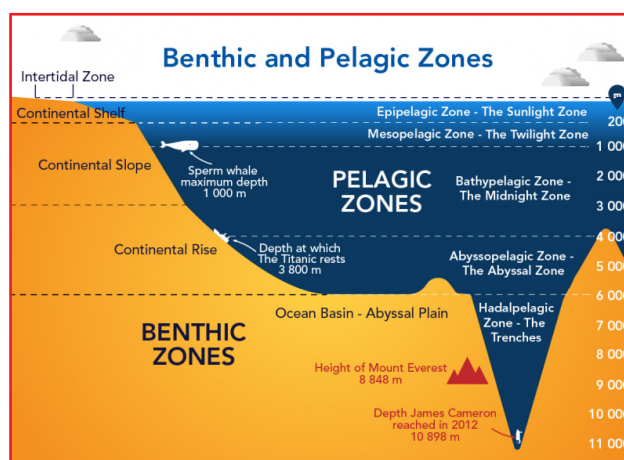 Benthic and Pelagic Zones
Intertidal Zone
m
Continental Shelf
Epipelagic Zone - The Sunlight Zone
200
Mesopelagic Zone - The Twilight Zone
1 000
Continental Slope
Sperm whale
maximum depth
1 000 m
PELAGIC
ZONES
Bathypelagic Zone -
The Midnight Zone
2 000
3 000
Continental Rise
Depth at which
The Titanic rests
3 800 m
4 000
Abyssopelagic Zone -
The Abyssal Zone
5 000
6 000
Ocean Basin - Abyssal Plain
Hadalpelagic
Zone - The
Trenches
BENTHIC
ZONES
7 000
Height of Mount Everest
8 848 m
8 000
9 000
Depth James Cameron
reached in 2012
10 898 m
10 000
11 000